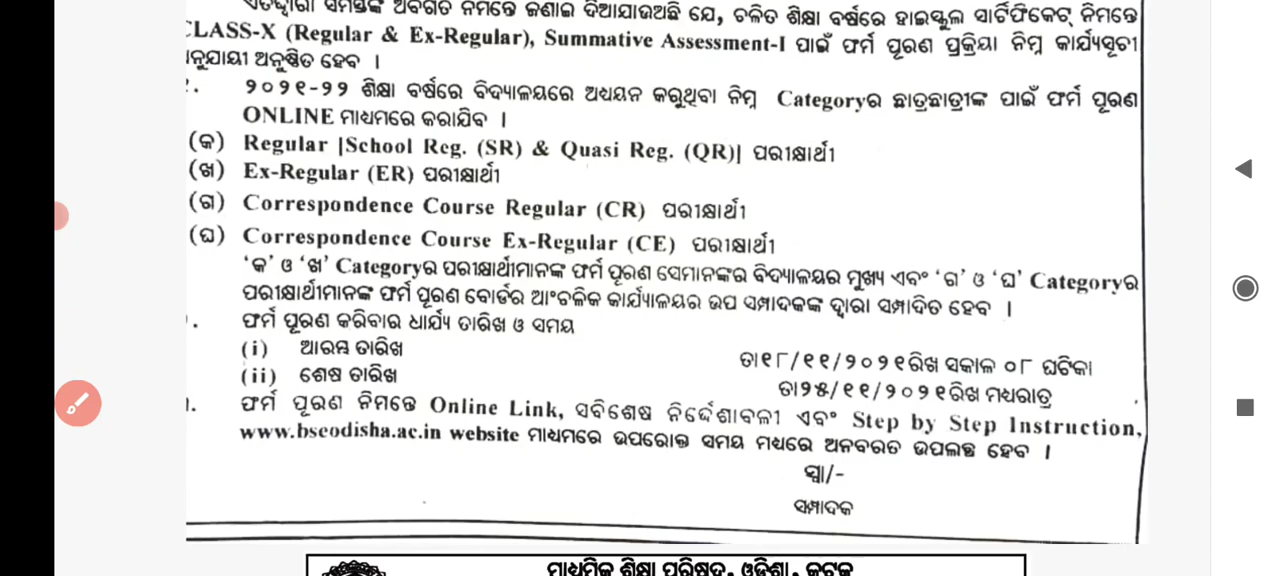 ଏତଦ୍ୱାରା ସମସ୍ତଙ୍କ ଅବଗତି ନିମନ୍ତେ ଜଣାଇ ଦିଆଯାଉଅଛି ଯେ, ଚଳିତ ଶିକ୍ଷା ବର୍ଷରେ ହାଇସ୍କୁଲ ସାର୍ଟିଫିକେଟ୍ ନିମନ୍ତେ
CLASS-X (Regular & Ex-Regular), Summative Assessment-I ପାଇଁ ଫର୍ମ ପୂରଣ ପ୍ରକ୍ରିୟା ନିମ୍ନ କାର୍ଯ୍ୟସୂଚୀ
ନୁଯାୟୀ ଅନୁଷ୍ଠିତ ହେବ ।
୨୦୨୧-୨୨ ଶିକ୍ଷା ବର୍ଷରେ ବିଦ୍ୟାଳୟରେ ଅଧ୍ୟୟନ କରୁଥିବା ନିମ୍ନ Categoryର ଛାତ୍ରଛାତ୍ରୀଙ୍କ ପାଇଁ ଫର୍ମ ପୂରଣ
ONLINE ମାଧ୍ୟମରେ କରାଯିବ ।
(କ) Regular [School Reg. (SR) & Quasi Reg. (QR)] ପରୀକ୍ଷାର୍ଥୀ
(ଖ) Ex-Regular (ER) ପରୀକ୍ଷାର୍ଥୀ
(ଗ) Correspondence Course Regular (CR) ପରୀକ୍ଷାର୍ଥୀ
(ଘ) Correspondence Course Ex-Regular (CE) ପରୀକ୍ଷାର୍ଥୀ
‘କ’ ଓ ‘ଖ’ Categoryର ପରୀକ୍ଷାର୍ଥୀମାନଙ୍କ ଫର୍ମ ପୂରଣ ସେମାନଙ୍କର ବିଦ୍ୟାଳୟର ମୁଖ୍ୟ ଏବଂ ‘ଗ’ ଓ ‘ଘ’ Categoryର
ପରୀକ୍ଷାର୍ଥୀମାନଙ୍କ ଫର୍ମ ପୂରଣ ବୋର୍ଡର ଆଂଚଳିକ କାର୍ଯ୍ୟାଳୟର ଉପ ସମ୍ପାଦକଙ୍କ ଦ୍ୱାରା ସମ୍ପାଦିତ ହେବ ।
ଫର୍ମ ପୂରଣ କରିବାର ଧାର୍ଯ୍ୟ ତାରିଖ ଓ ସମୟ
(i) ଆରମ୍ଭ ତାରିଖ ତା୧୮/୧୧/୨୦୨୧ରିଖ ସକାଳ ୦୮ ଘଟିକା
(ii) ଶେଷ ତାରିଖ ତା୨୫/୧୧/୨୦୨୧ରିଖ ମଧ୍ୟରାତ୍ର
ଫର୍ମ ପୂରଣ ନିମନ୍ତେ Online Link, ସବିଶେଷ ନିର୍ଦ୍ଦେଶାବଳୀ ଏବଂ Step by Step Instruction,
www.bseodisha.ac.in website ମାଧ୍ୟମରେ ଉପରୋକ୍ତ ସମୟ ମଧ୍ୟରେ ଅନବରତ ଉପଲବ୍ଧ ହେବ ।
ସ୍ୱା/-
ସମ୍ପାଦକ
ମାଧ୍ୟମିକ ଶିକ୍ଷା ପରିଷଦ, ଓଡ଼ିଶା, କଟକ